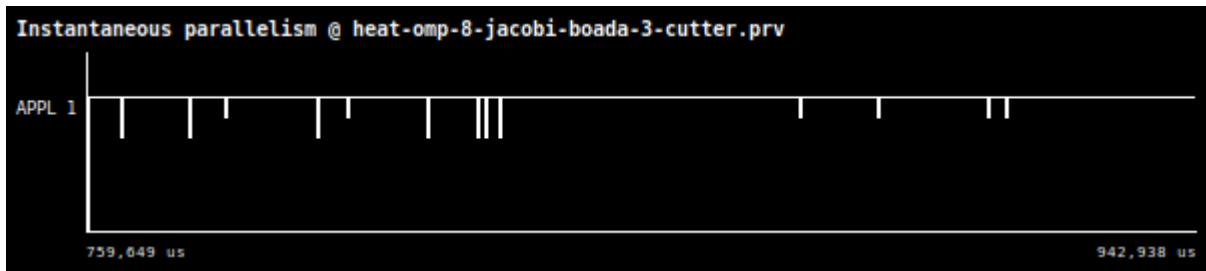 Instantaneous parallelism @ heat-omp-8-jacobi-boada-3-cutter.prv
APPL 1
759,649 us
942,938 us